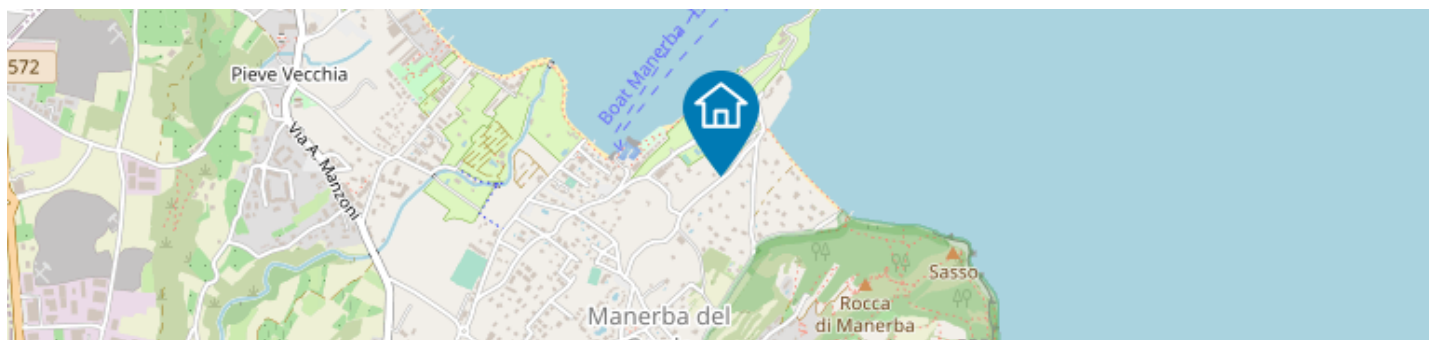 572
Pieve Vecchia
Via A. Manzoni
Boat Manerba
Sasso
Rocca
di Manerba
Manerba del